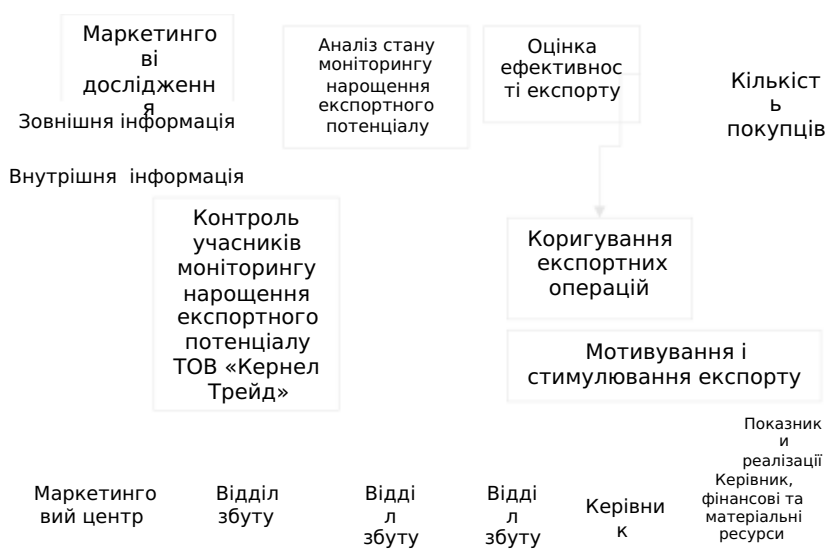 Маркетинго
ві
дослідженн
я
Зовнішня інформація
Внутрішня інформація
Аналіз стану
моніторингу
нарощення
експортного
потенціалу
Оцінка
ефективнос
ті експорту
Кількіст
ь
покупців
Контроль
учасників
моніторингу
нарощення
експортного
потенціалу
ТОВ «Кернел
Трейд»
Коригування
експортних
операцій
Мотивування і
стимулювання експорту
Показник
и
реалізації
Маркетинго
вий центр
Відділ
збуту
Відді
л
збуту
Відді
л
збуту
Керівни
к
Керівник,
фінансові та
матеріальні
ресурси